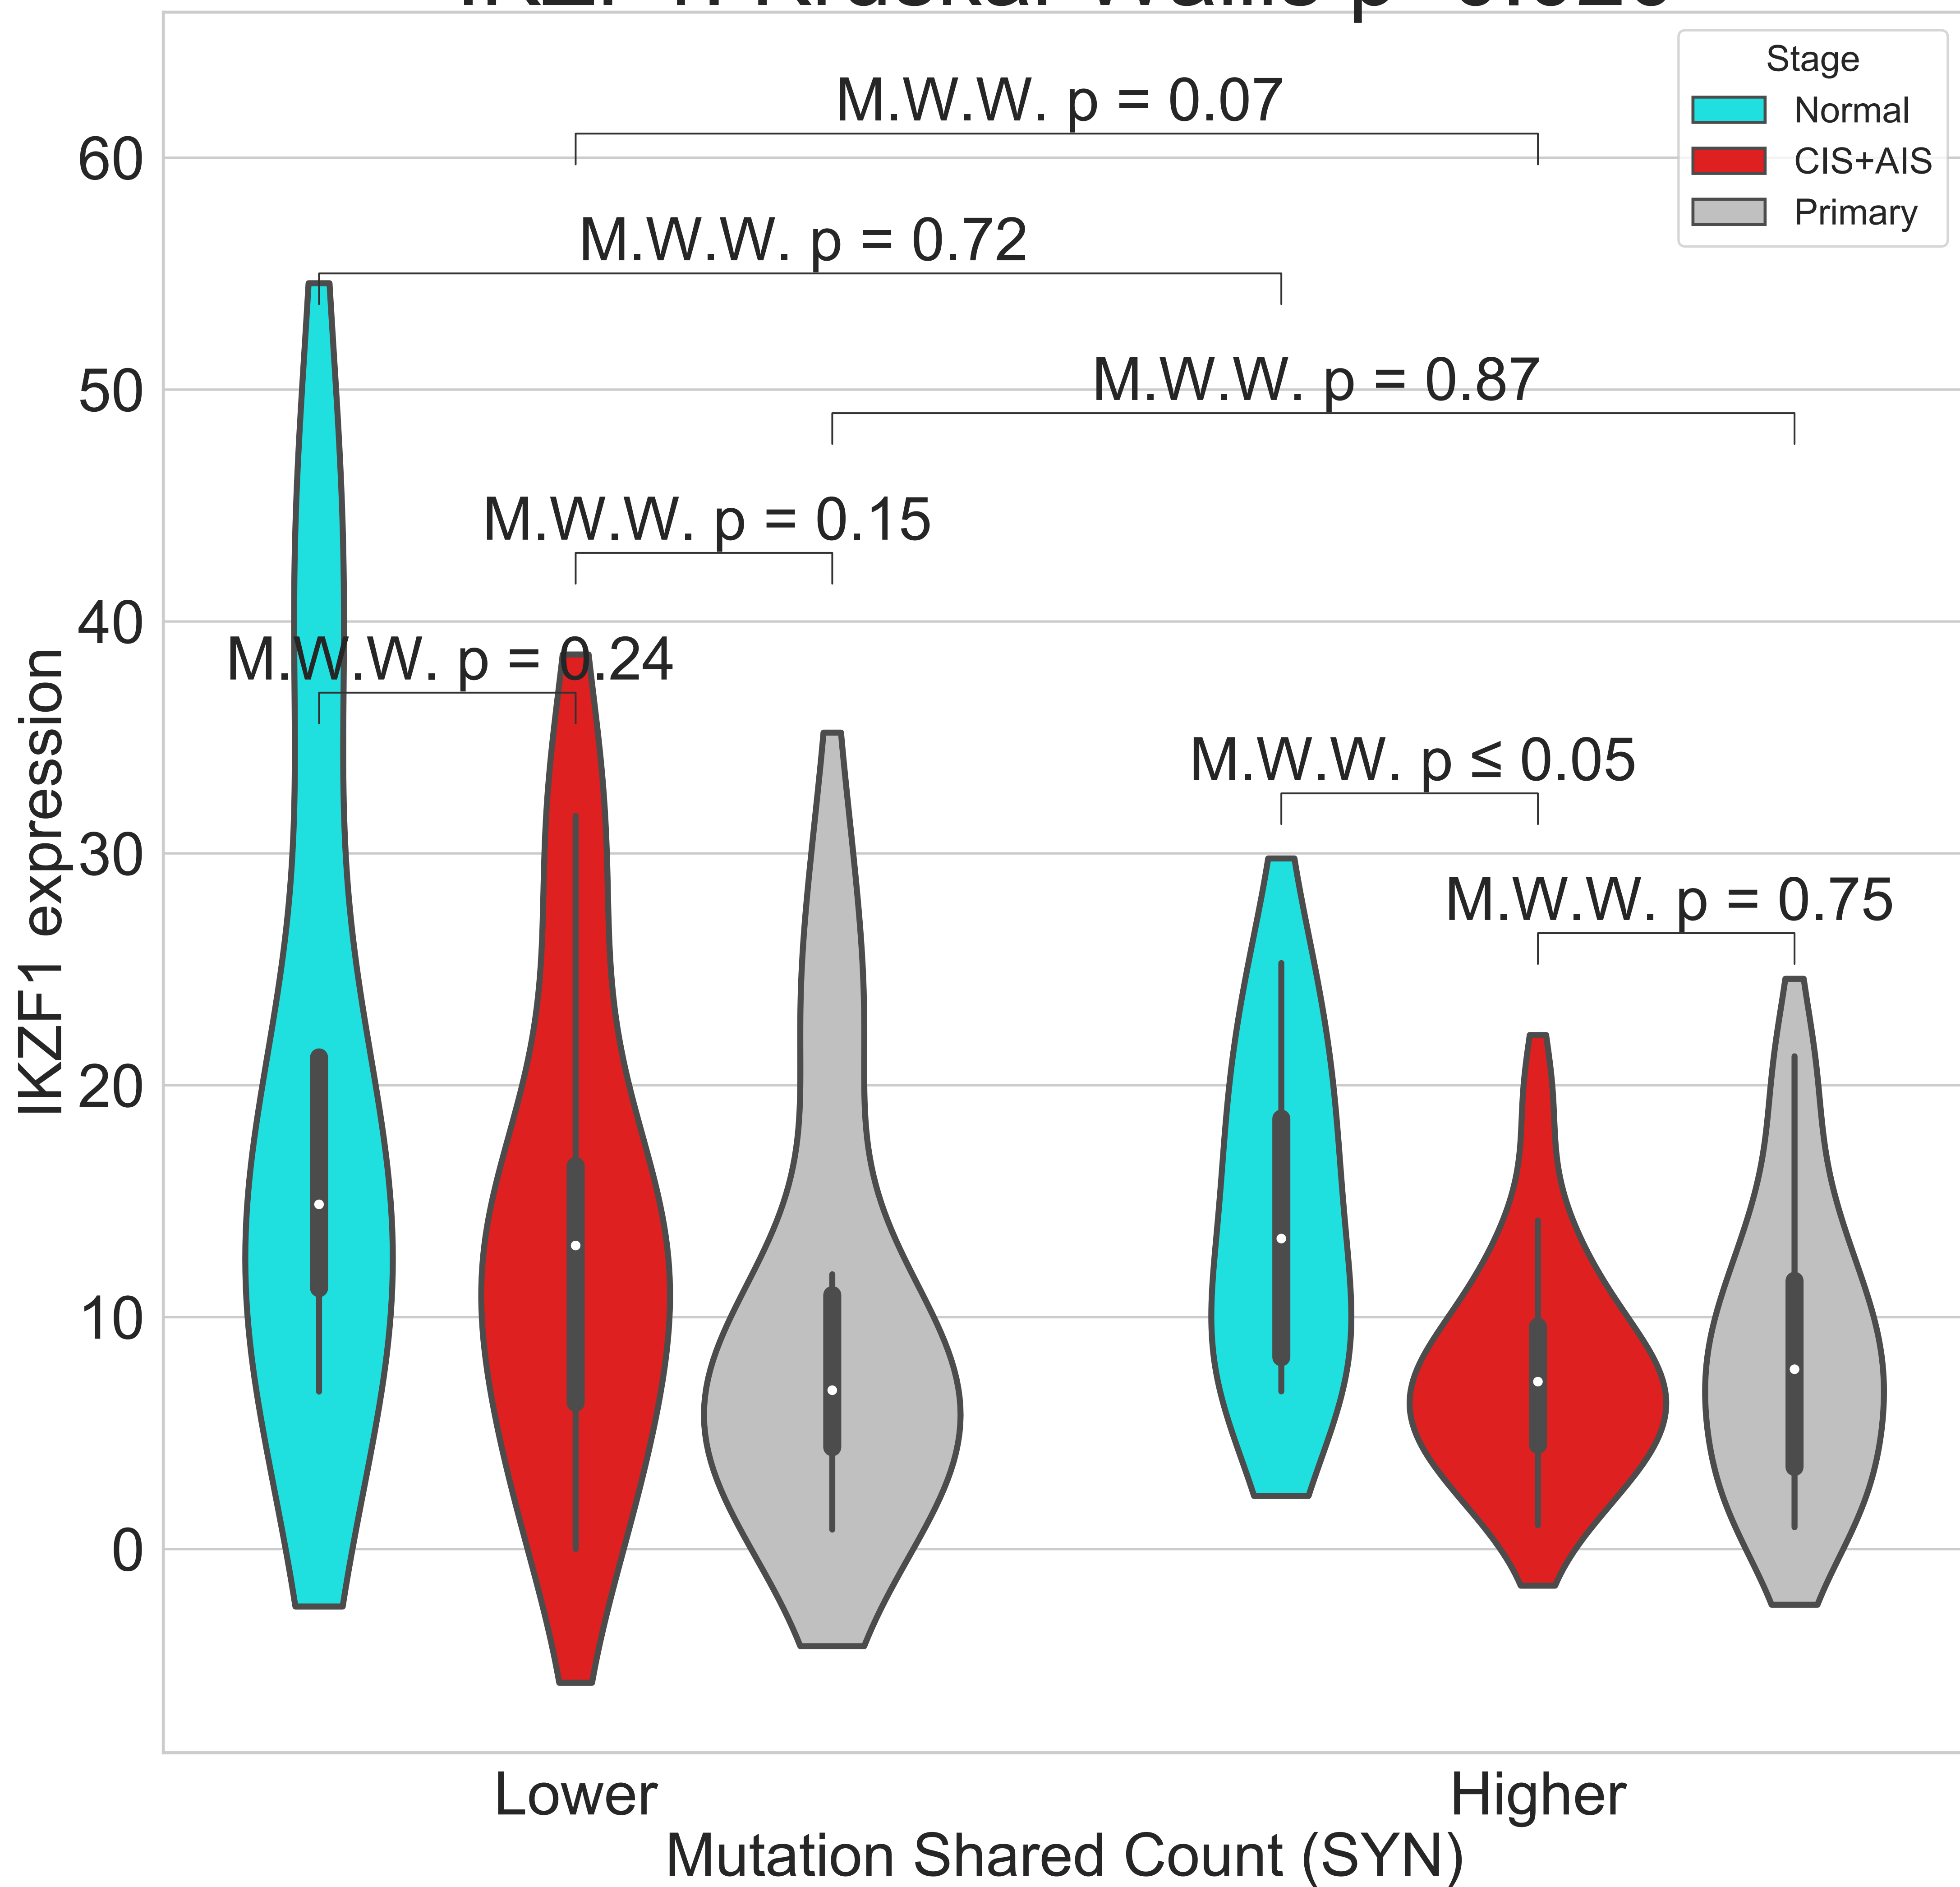 Stage
Normal
CIS+AIS
Primary
M.W.W. p = 0.07
M.W.W. p = 0.72
M.W.W. p = 0.87
M.W.W. p = 0.15
M.W.W. p = 0.24
M.W.W. p ≤ 0.05
M.W.W. p = 0.75
60
50
40
30
20
10
0
IKZF1 expression
Lower
Higher
Mutation Shared Count (SYN)